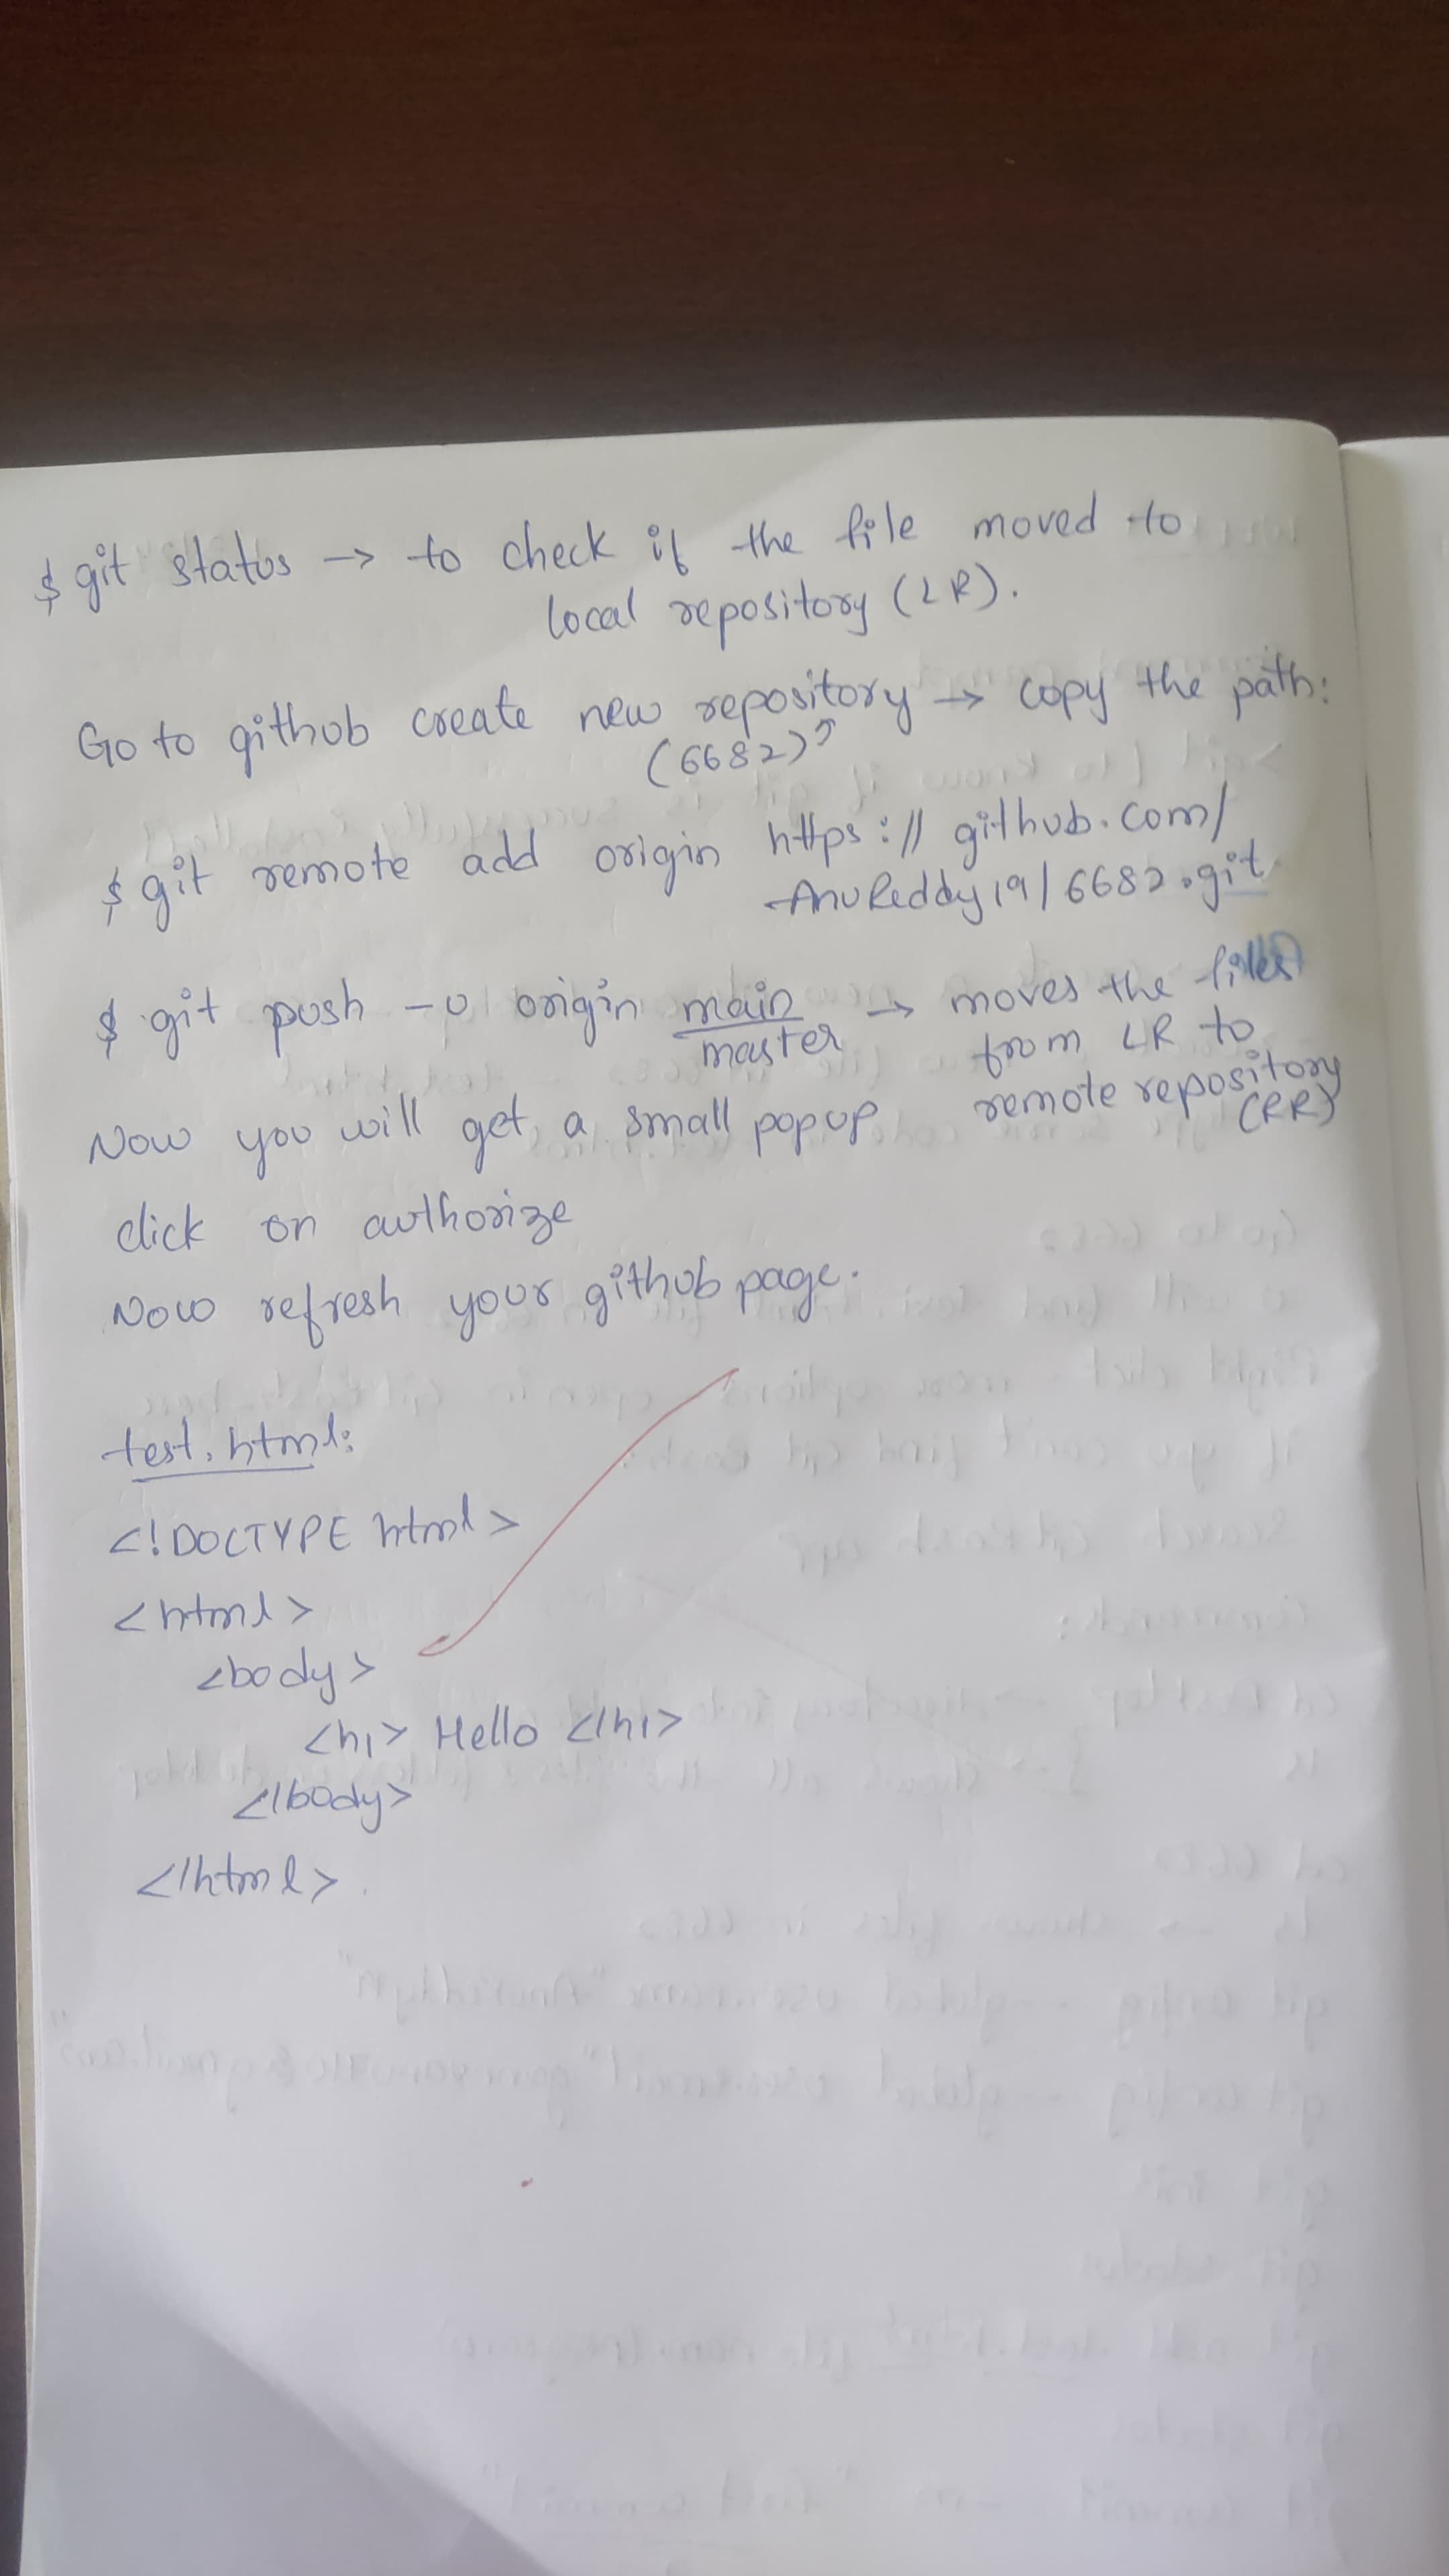 $ git status → to check if the file moved to
local repository (LR).
Go to github create new repository → copy the path:
(6682)
$ git remote add origin https://github.com/
AnuReddy19/6682.git
$ git push -u origin main → moves the files
master from LR to
Now you will get a small popup remote repository
(RR)
click on authorize
Now refresh your github page.
test.html:
<!DOCTYPE html>
<html>
<body>
<h1> Hello </h1>
</body>
</html>